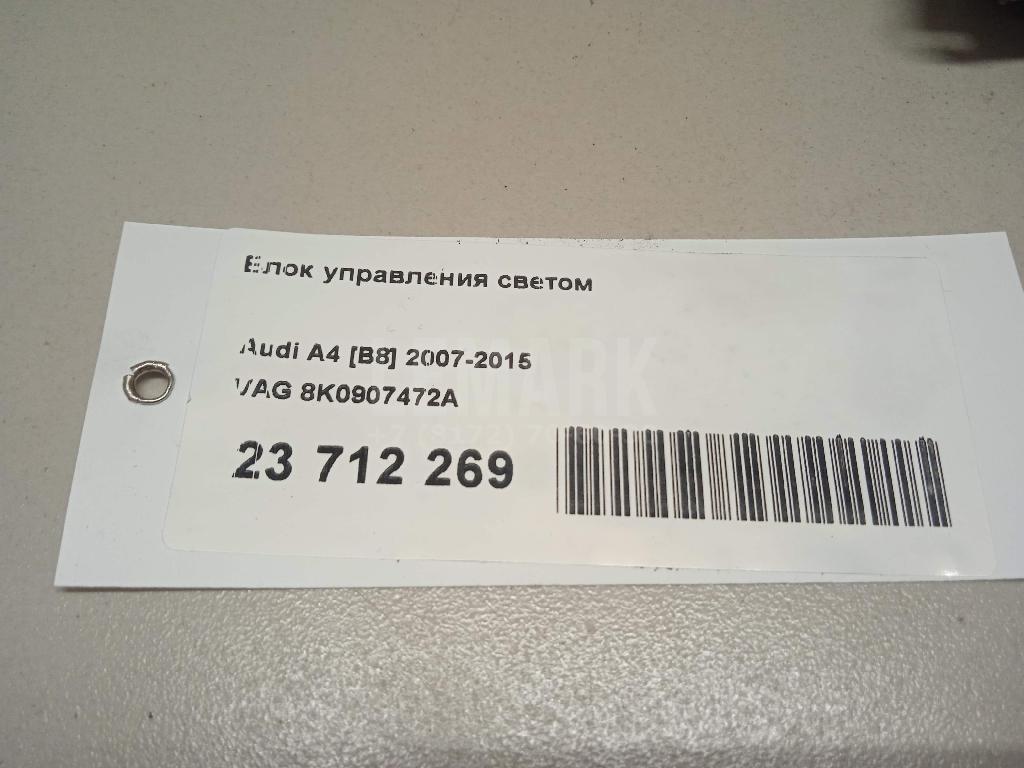 Блок управления светом
Audi A4 [B8] 2007-2015
VAG 8K0907472A
23 712 269